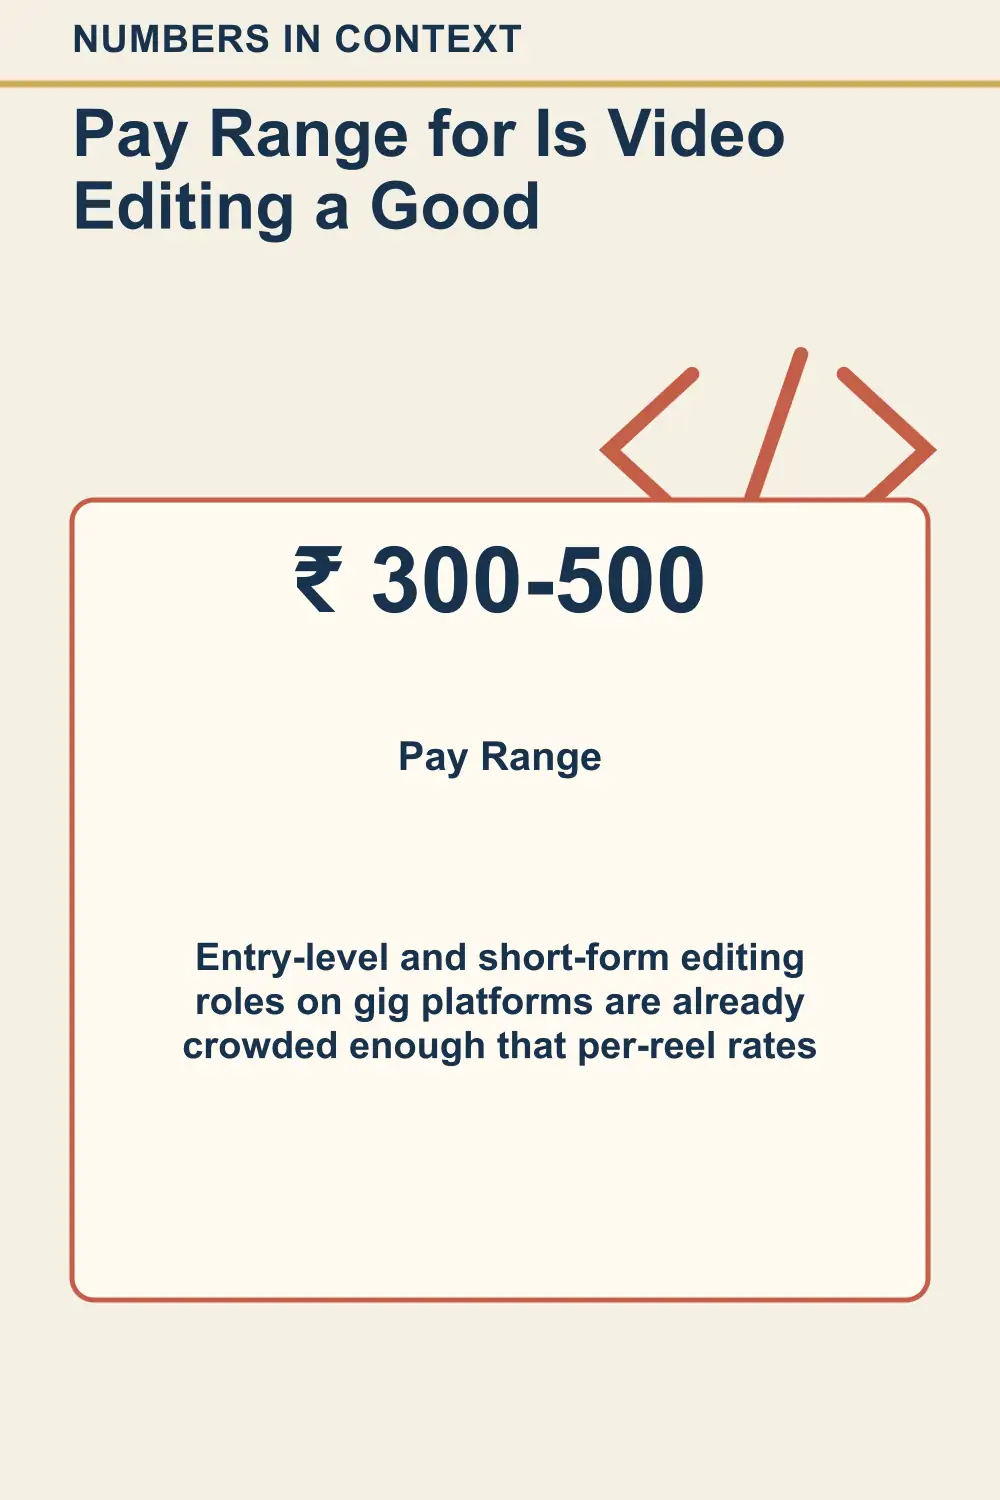 NUMBERS IN CONTEXT
Pay Range for Is Video
Editing a Good
₹ 300-500
Pay Range
Entry-level and short-form editing
roles on gig platforms are already
crowded enough that per-reel rates